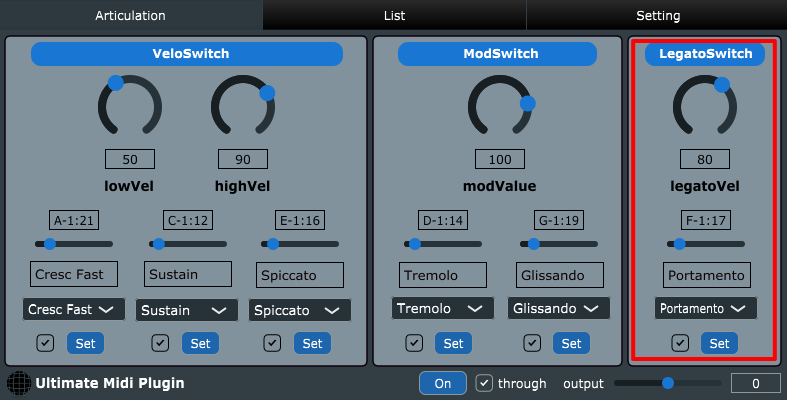 Articulation
List
Setting
VeloSwitch
50
90
lowVel
highVel
A-1:21
C-1:12
E-1:16
Cresc Fast
Sustain
Spiccato
Cresc Fast
Sustain
Spiccato
Set
Set
Set
ModSwitch
100
modValue
D-1:14
G-1:19
Tremolo
Glissando
Tremolo
Glissando
Set
Set
LegatoSwitch
80
legatoVel
F-1:17
Portamento
Portamento
Set
Ultimate Midi Plugin
On
through
output
0